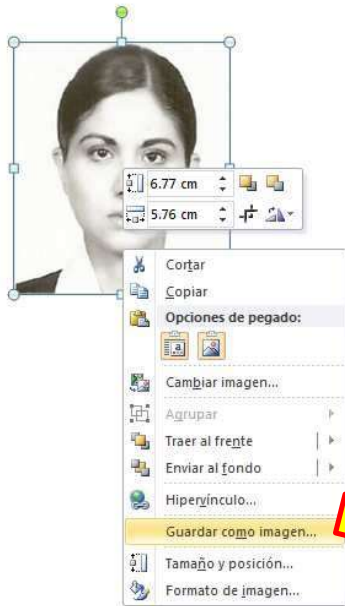 6.77 cm
5.76 cm
Cortar
Copiar
Opciones de pegado:
a
Cambiar imagen...
Agrupar
Traer al frente
Enviar al fondo
Hipervínculo...
Guardar como imagen...
Tamaño y posición...
Formato de imagen...